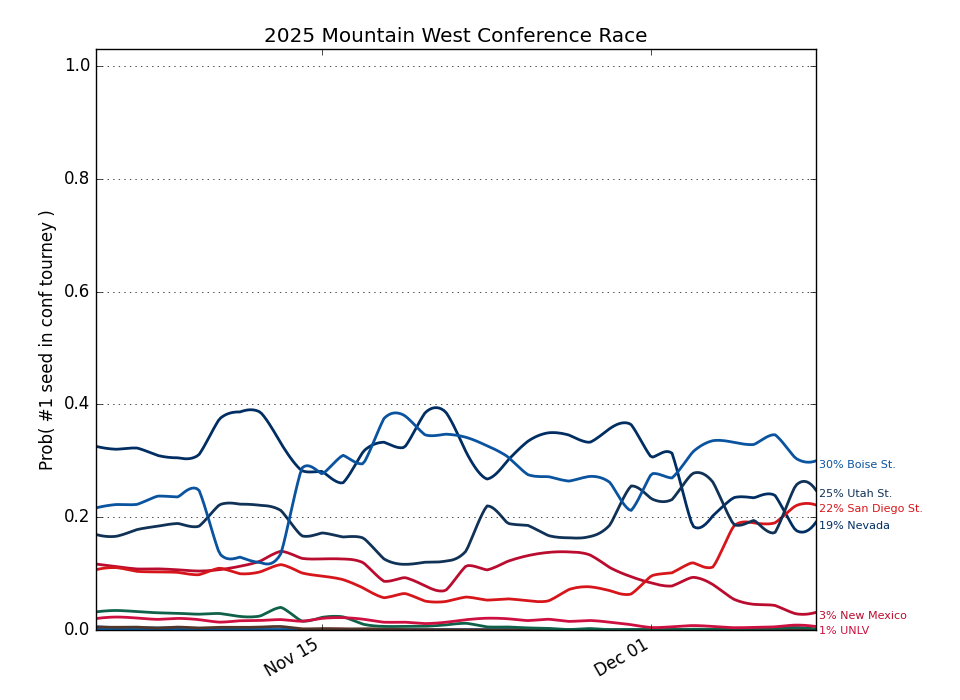 2025 Mountain West Conference Race
Prob( #1 seed in conf tourney )
1.0
0.8
0.6
0.4
0.2
0.0
Nov 15
Dec 01
30% Boise St.
25% Utah St.
22% San Diego St.
19% Nevada
3% New Mexico
1% UNLV